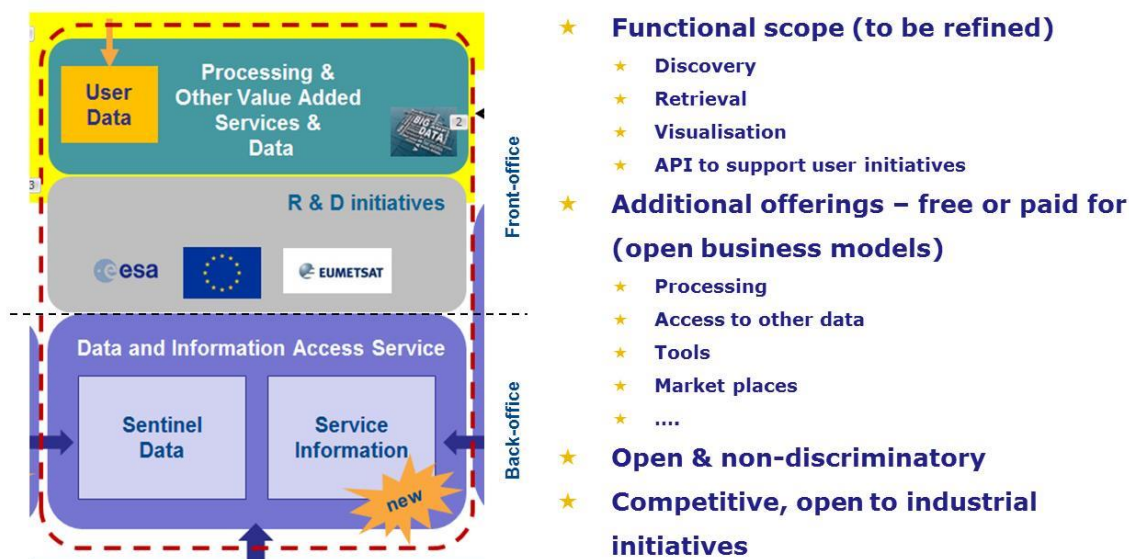 User
Data
Processing &
Other Value Added
Services &
Data
BIG
DATA
2
3
R & D initiatives
esa
EUMETSAT
Front-office
Data and Information Access Service
Sentinel
Data
Service
Information
new
Back-office
Functional scope (to be refined)
Discovery
Retrieval
Visualisation
API to support user initiatives
Additional offerings – free or paid for
(open business models)
Processing
Access to other data
Tools
Market places
....
Open & non-discriminatory
Competitive, open to industrial
initiatives